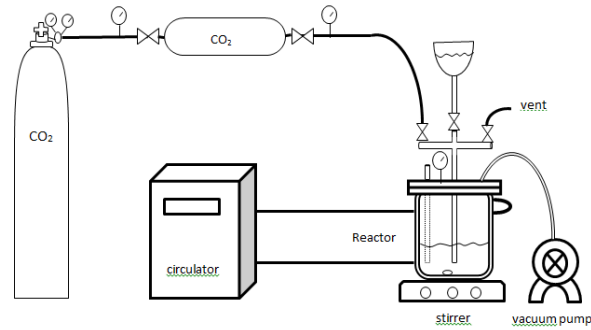 CO₂
vent
CO₂
Reactor
circulator
stirrer
vacuum pump